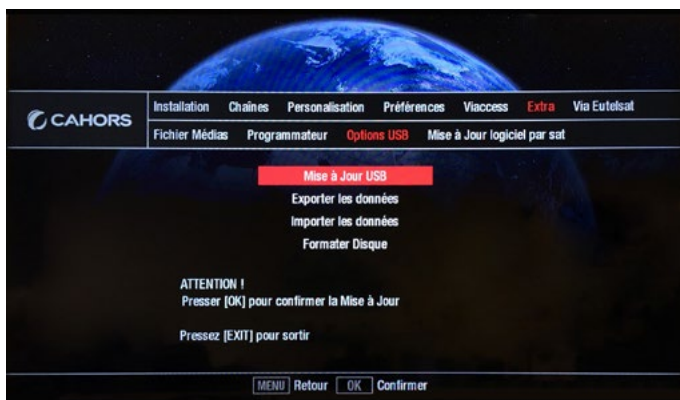 CAHORS
Installation Chaînes Personalisation Préférences Viaccess Extra Via Eutelsat
Fichier Médias Programmateur Options USB Mise à Jour logiciel par sat
Mise à Jour USB
Exporter les données
Importer les données
Formater Disque
ATTENTION !
Presser [OK] pour confirmer la Mise à Jour
Pressez [EXIT] pour sortir
MENU Retour OK Confirmer